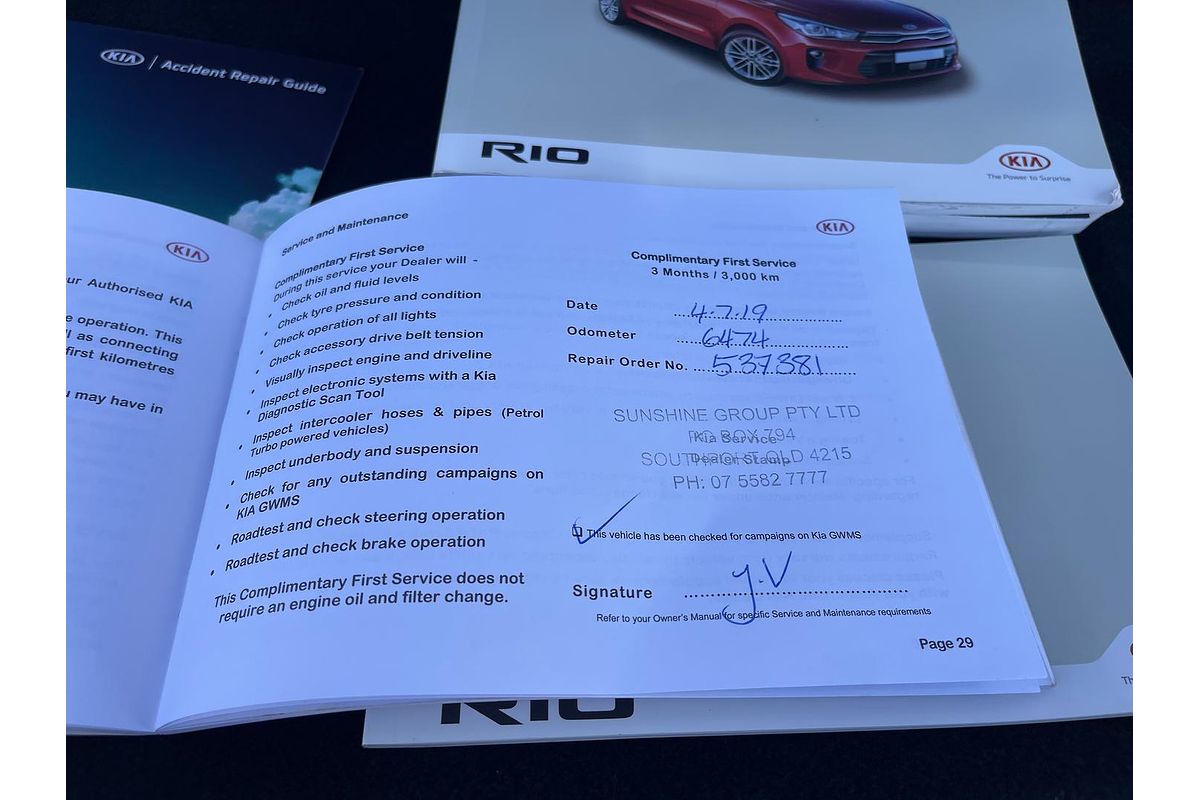 KIA | Accident Repair Guide
RIO
KIA
The Power to Surprise
KIA
ur Authorised KIA
e operation. This
as connecting
first kilometres
may have in
Service and Maintenance
KIA
Complimentary First Service
During this service your Dealer will -
• Check oil and fluid levels
• Check tyre pressure and condition
• Check operation of all lights
• Check accessory drive belt tension
• Visually inspect engine and driveline
• Inspect electronic systems with a Kia
Diagnostic Scan Tool
• Inspect intercooler hoses & pipes (Petrol
Turbo powered vehicles)
• Inspect underbody and suspension
• Check for any outstanding campaigns on
KIA GWMS
• Roadtest and check steering operation
• Roadtest and check brake operation
This Complimentary First Service does not
require an engine oil and filter change.
Complimentary First Service
3 Months / 3,000 km
Date 4.7.19
Odometer 6474
Repair Order No. 537381
SUNSHINE GROUP PTY LTD
PO BOX 794
Kia Service
SOUTHPORT QLD 4215
Dealer Stamp
PH: 07 5582 7777
This vehicle has been checked for campaigns on Kia GWMS
Signature y.V
Refer to your Owner's Manual for specific Service and Maintenance requirements
Page 29
RIO